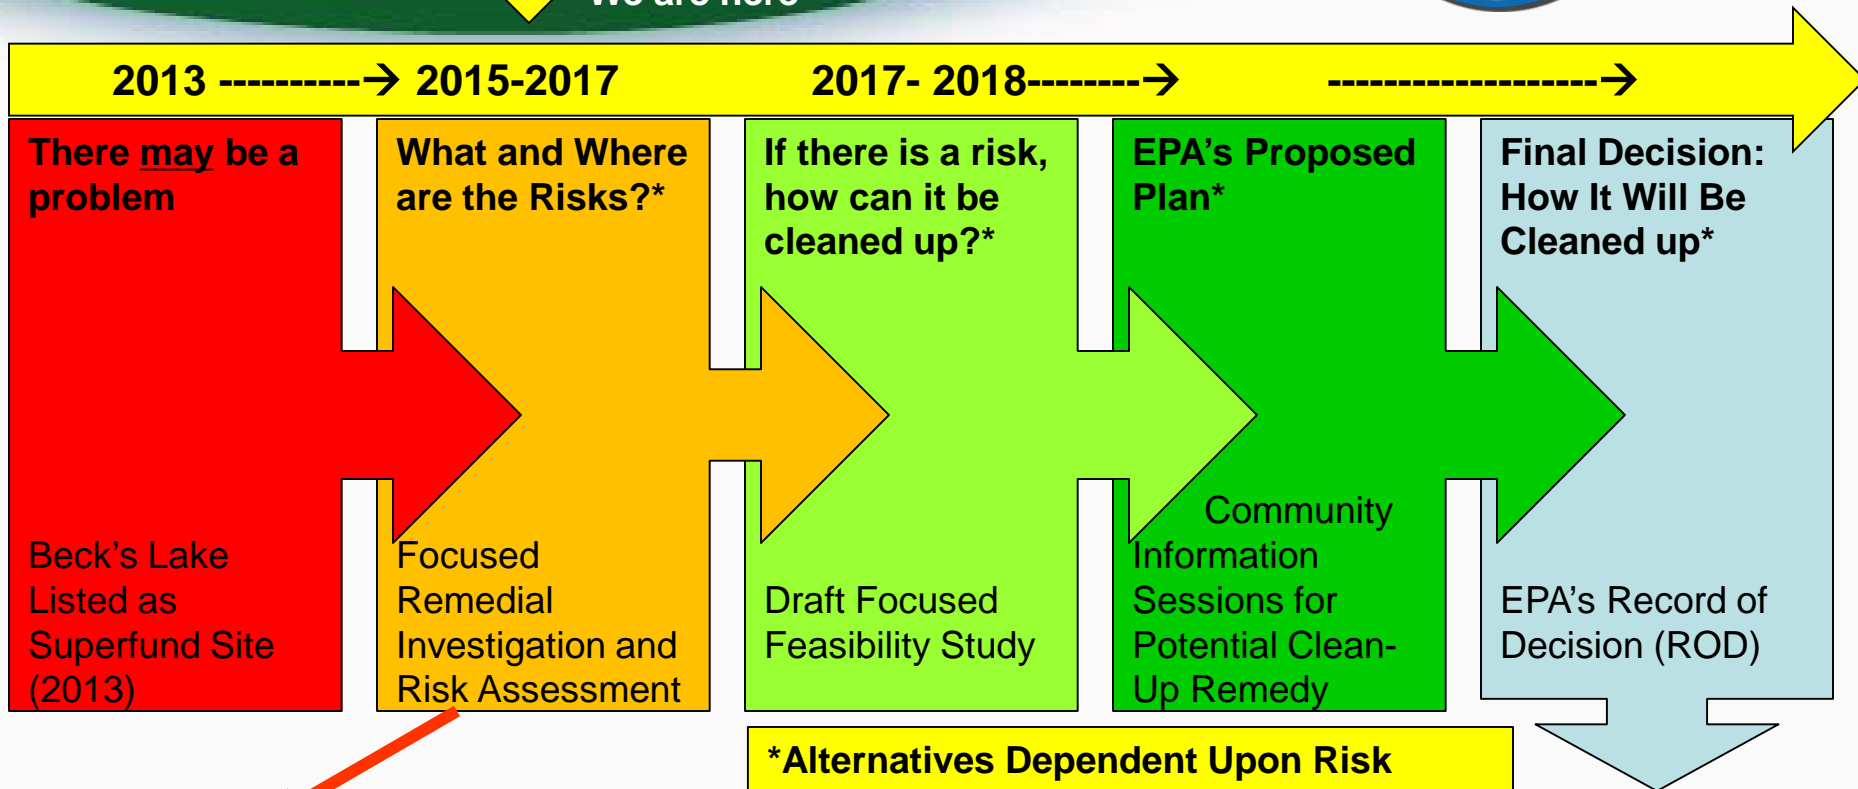 We are here
2013 ----------→ 2015-2017 2017- 2018--------→ -------------------→
There may be a
problem
Beck’s Lake
Listed as
Superfund Site
(2013)
What and Where
are the Risks?*
Focused
Remedial
Investigation and
Risk Assessment
If there is a risk,
how can it be
cleaned up?*
Draft Focused
Feasibility Study
EPA’s Proposed
Plan*
Community
Information
Sessions for
Potential Clean-
Up Remedy
Final Decision:
How It Will Be
Cleaned up*
EPA’s Record of
Decision (ROD)
*Alternatives Dependent Upon Risk